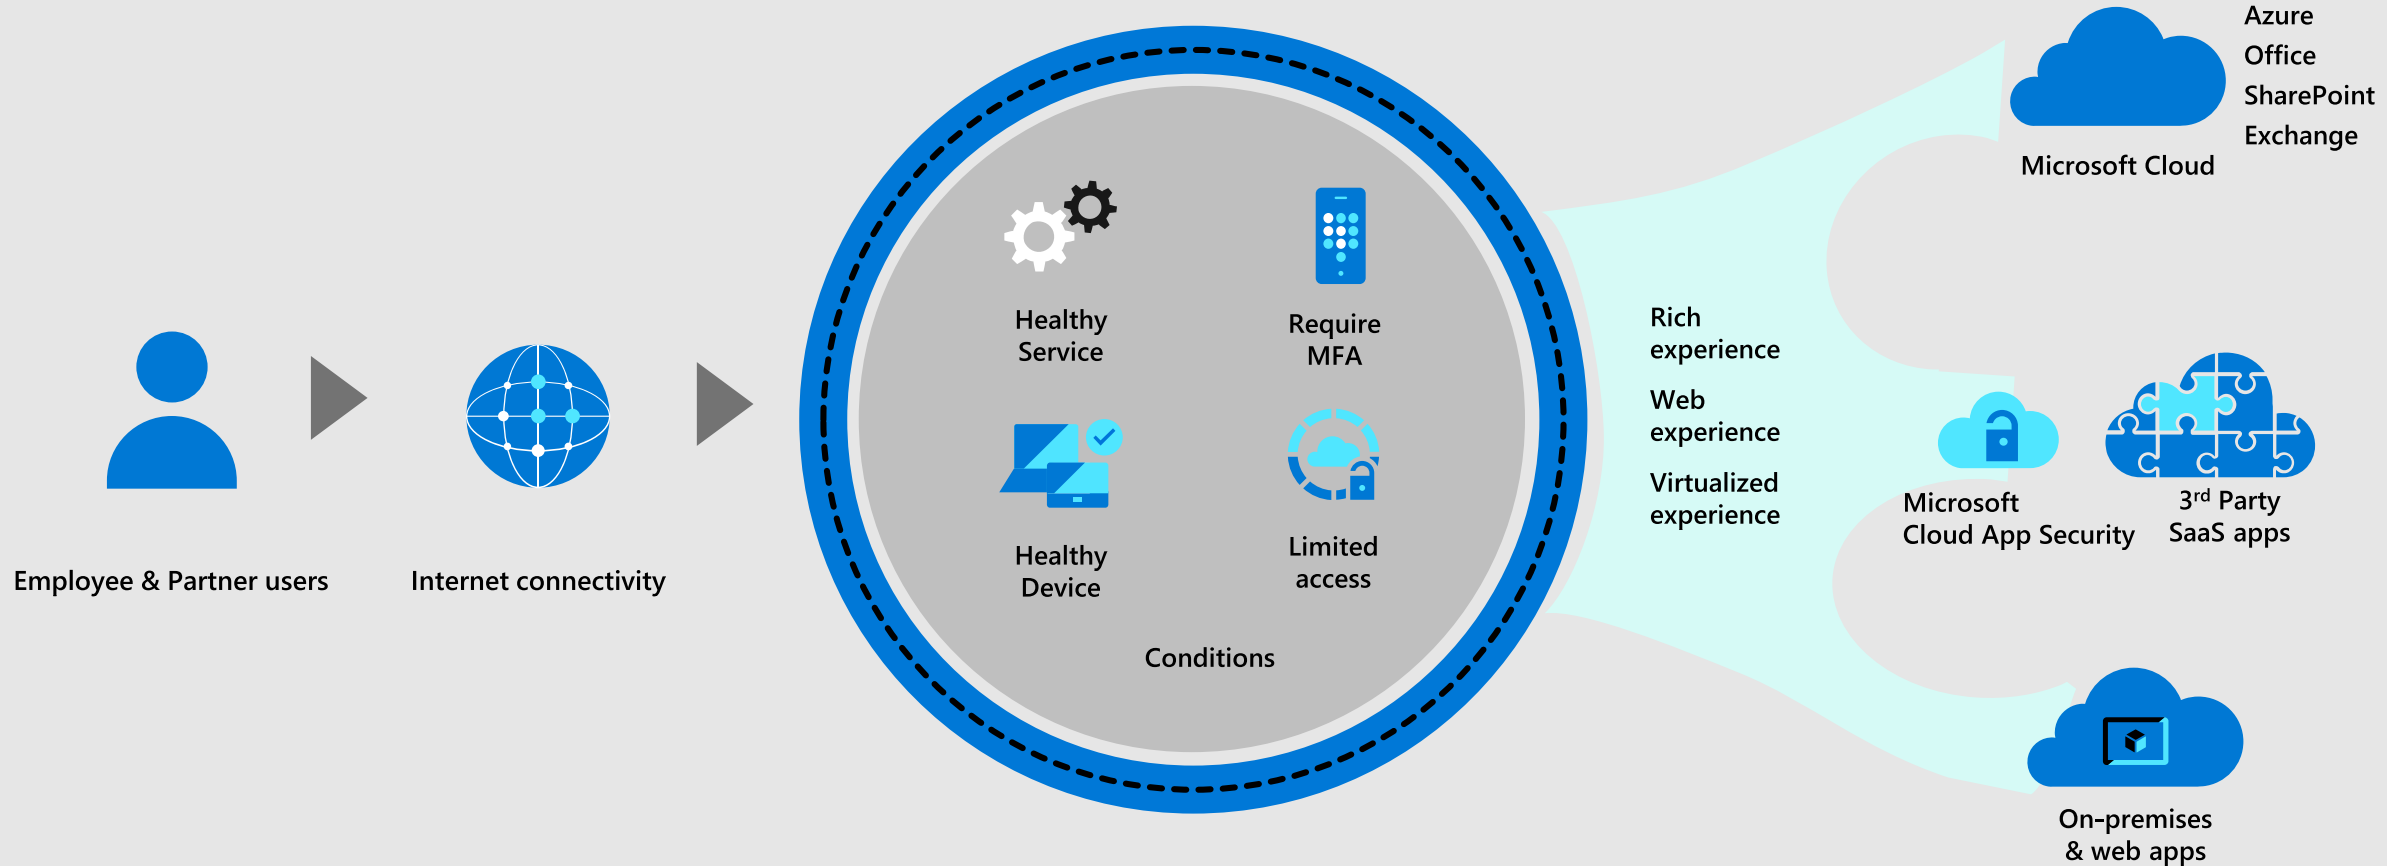 Employee & Partner users
Internet connectivity
Healthy
Service
Require
MFA
Healthy
Device
Limited
access
Conditions
Rich
experience
Web
experience
Virtualized
experience
Microsoft Cloud
Azure
Office
SharePoint
Exchange
Microsoft
Cloud App Security
3rd Party
SaaS apps
On-premises
& web apps